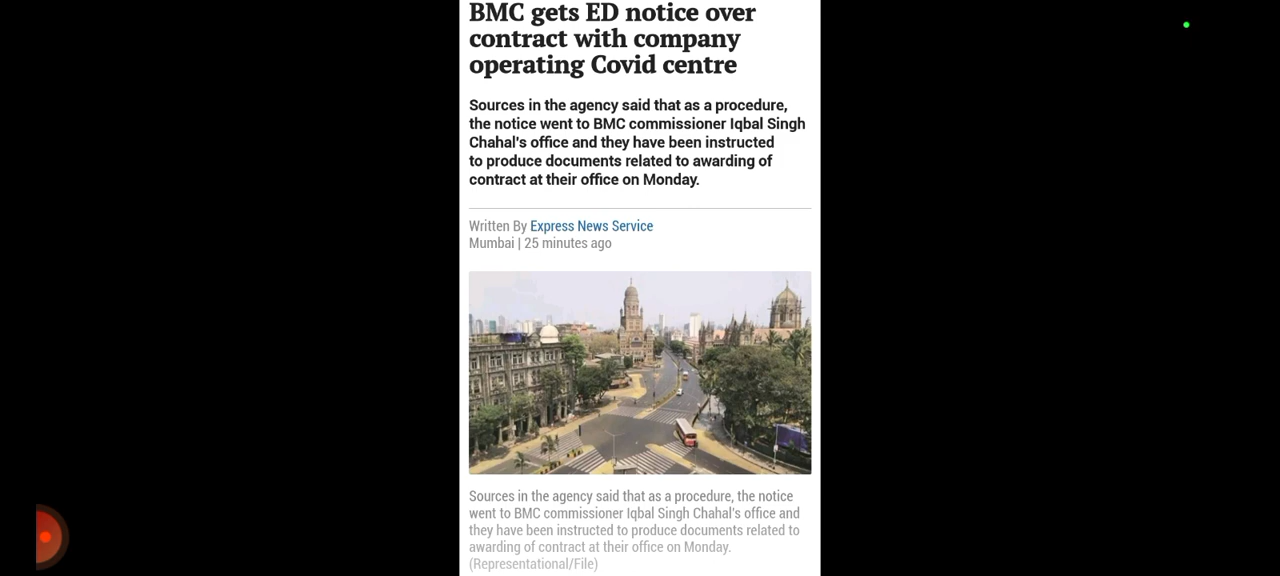 BMC gets ED notice over
contract with company
operating Covid centre
Sources in the agency said that as a procedure,
the notice went to BMC commissioner Iqbal Singh
Chahal's office and they have been instructed
to produce documents related to awarding of
contract at their office on Monday.
Written By Express News Service
Mumbai | 25 minutes ago
Sources in the agency said that as a procedure, the notice
went to BMC commissioner Iqbal Singh Chahal's office and
they have been instructed to produce documents related to
awarding of contract at their office on Monday.
(Representational/File)